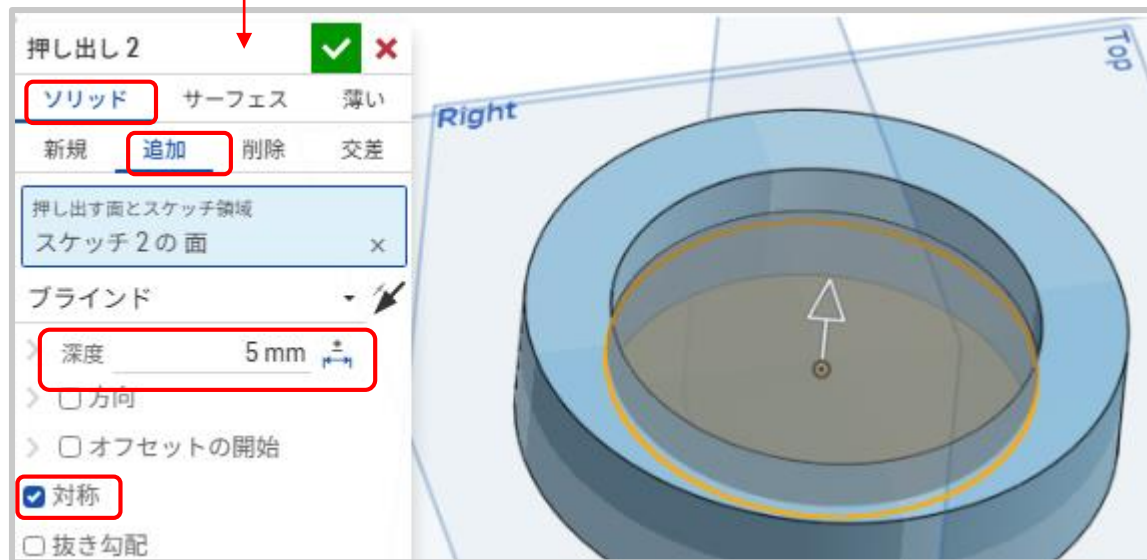 押し出し 2
ソリッド サーフェス 薄い
新規 追加 削除 交差
押し出す面とスケッチ領域
スケッチ 2 の 面
ブラインド
深度 5 mm
方向
オフセットの開始
対称
抜き勾配
Right
Top